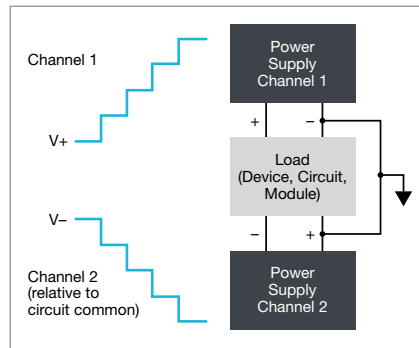 Channel 1
V+
V–
Channel 2
(relative to
circuit common)
Power
Supply
Channel 1
+ –
Load
(Device, Circuit,
Module)
– +
Power
Supply
Channel 2